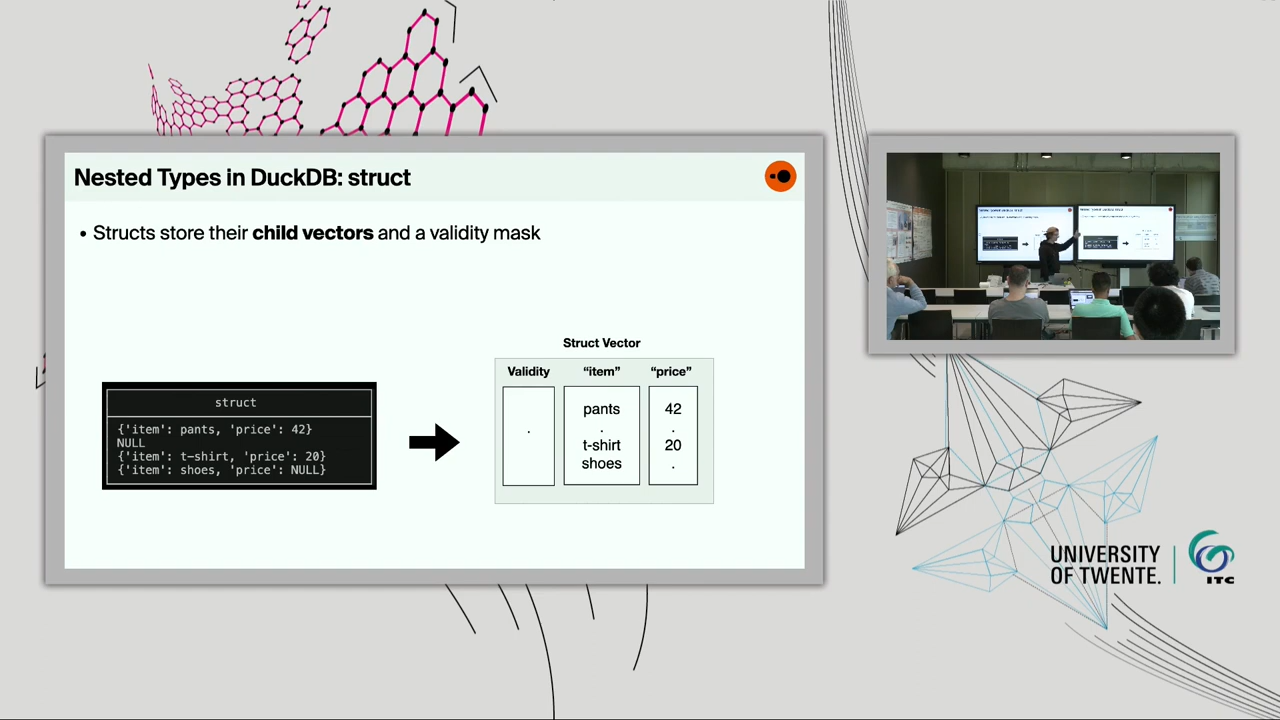 Nested Types in DuckDB: struct
• Structs store their child vectors and a validity mask
struct
{'item': pants, 'price': 42}
NULL
{'item': t-shirt, 'price': 20}
{'item': shoes, 'price': NULL}
Struct Vector
Validity “item” “price”
pants 42
. . .
t-shirt 20
shoes .
UNIVERSITY
OF TWENTE.
ITC